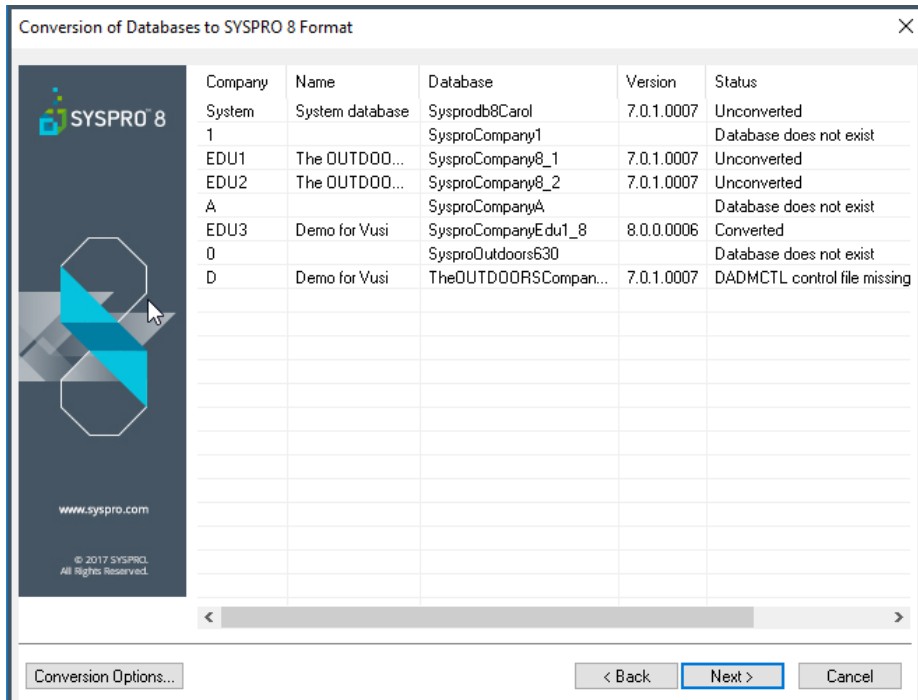 Conversion of Databases to SYSPRO 8 Format
SYSPRO™ 8
www.syspro.com
© 2017 SYSPRO.
All Rights Reserved.
Company Name Database Version Status
System System database Sysprodb8Carol 7.0.1.0007 Unconverted
1 SysproCompany1 Database does not exist
EDU1 The OUTDOO... SysproCompany8_1 7.0.1.0007 Unconverted
EDU2 The OUTDOO... SysproCompany8_2 7.0.1.0007 Unconverted
A SysproCompanyA Database does not exist
EDU3 Demo for Vusi SysproCompanyEdu1_8 8.0.0.0006 Converted
0 SysproOutdoors630 Database does not exist
D Demo for Vusi TheOUTDOORSCompan... 7.0.1.0007 DADMCTL control file missing
Conversion Options... < Back Next > Cancel